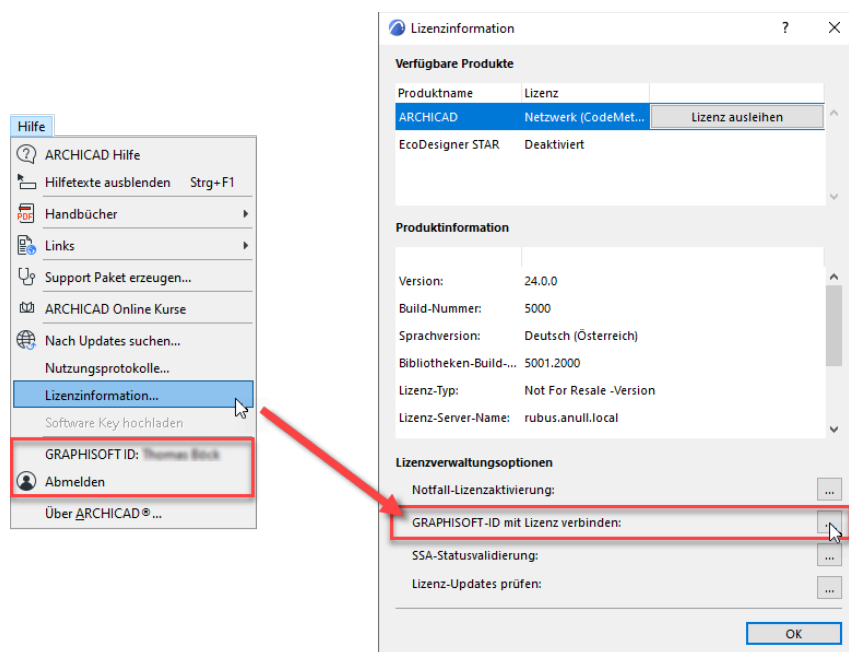 Hilfe
ARCHICAD Hilfe
Hilfetexte ausblenden Strg+F1
Handbücher
Links
Support Paket erzeugen...
ARCHICAD Online Kurse
Nach Updates suchen...
Nutzungsprotokolle...
Lizenzinformation...
Software Key hochladen
GRAPHISOFT ID:
Abmelden
Über ARCHICAD® ...
Lizenzinformation
Verfügbare Produkte
Produktname Lizenz
ARCHICAD Netzwerk (CodeMet... Lizenz ausleihen
EcoDesigner STAR Deaktiviert
Produktinformation
Version: 24.0.0
Build-Nummer: 5000
Sprachversion: Deutsch (Österreich)
Bibliotheken-Build-... 5001.2000
Lizenz-Typ: Not For Resale -Version
Lizenz-Server-Name: rubus.anull.local
Lizenzverwaltungsoptionen
Notfall-Lizenzaktivierung: ...
GRAPHISOFT-ID mit Lizenz verbinden: ...
SSA-Statusvalidierung: ...
Lizenz-Updates prüfen: ...
OK